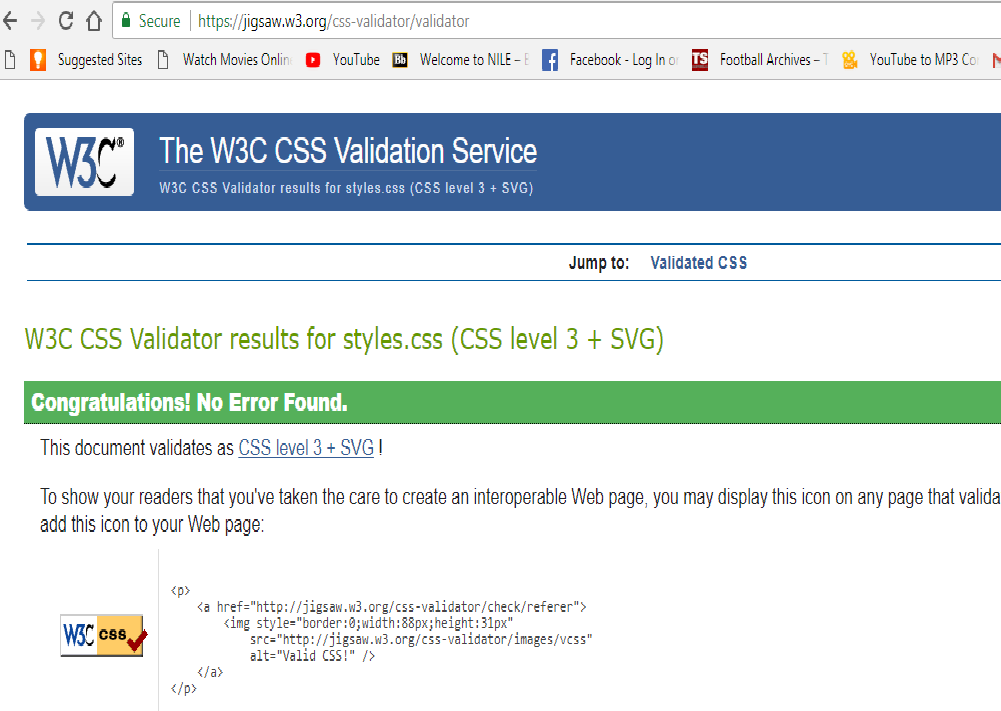 Secure https://jigsaw.w3.org/css-validator/validator
Suggested Sites Watch Movies Onlin YouTube Bb Welcome to NILE – Facebook - Log In or TS Football Archives – YouTube to MP3 Co
W3C® The W3C CSS Validation Service
W3C CSS Validator results for styles.css (CSS level 3 + SVG)
Jump to: Validated CSS
W3C CSS Validator results for styles.css (CSS level 3 + SVG)
Congratulations! No Error Found.
This document validates as CSS level 3 + SVG !
To show your readers that you've taken the care to create an interoperable Web page, you may display this icon on any page that valida
add this icon to your Web page:
<p>
<a href="http://jigsaw.w3.org/css-validator/check/referer">
<img style="border:0;width:88px;height:31px"
src="http://jigsaw.w3.org/css-validator/images/vcss"
alt="Valid CSS!" />
</a>
</p>
W3C css